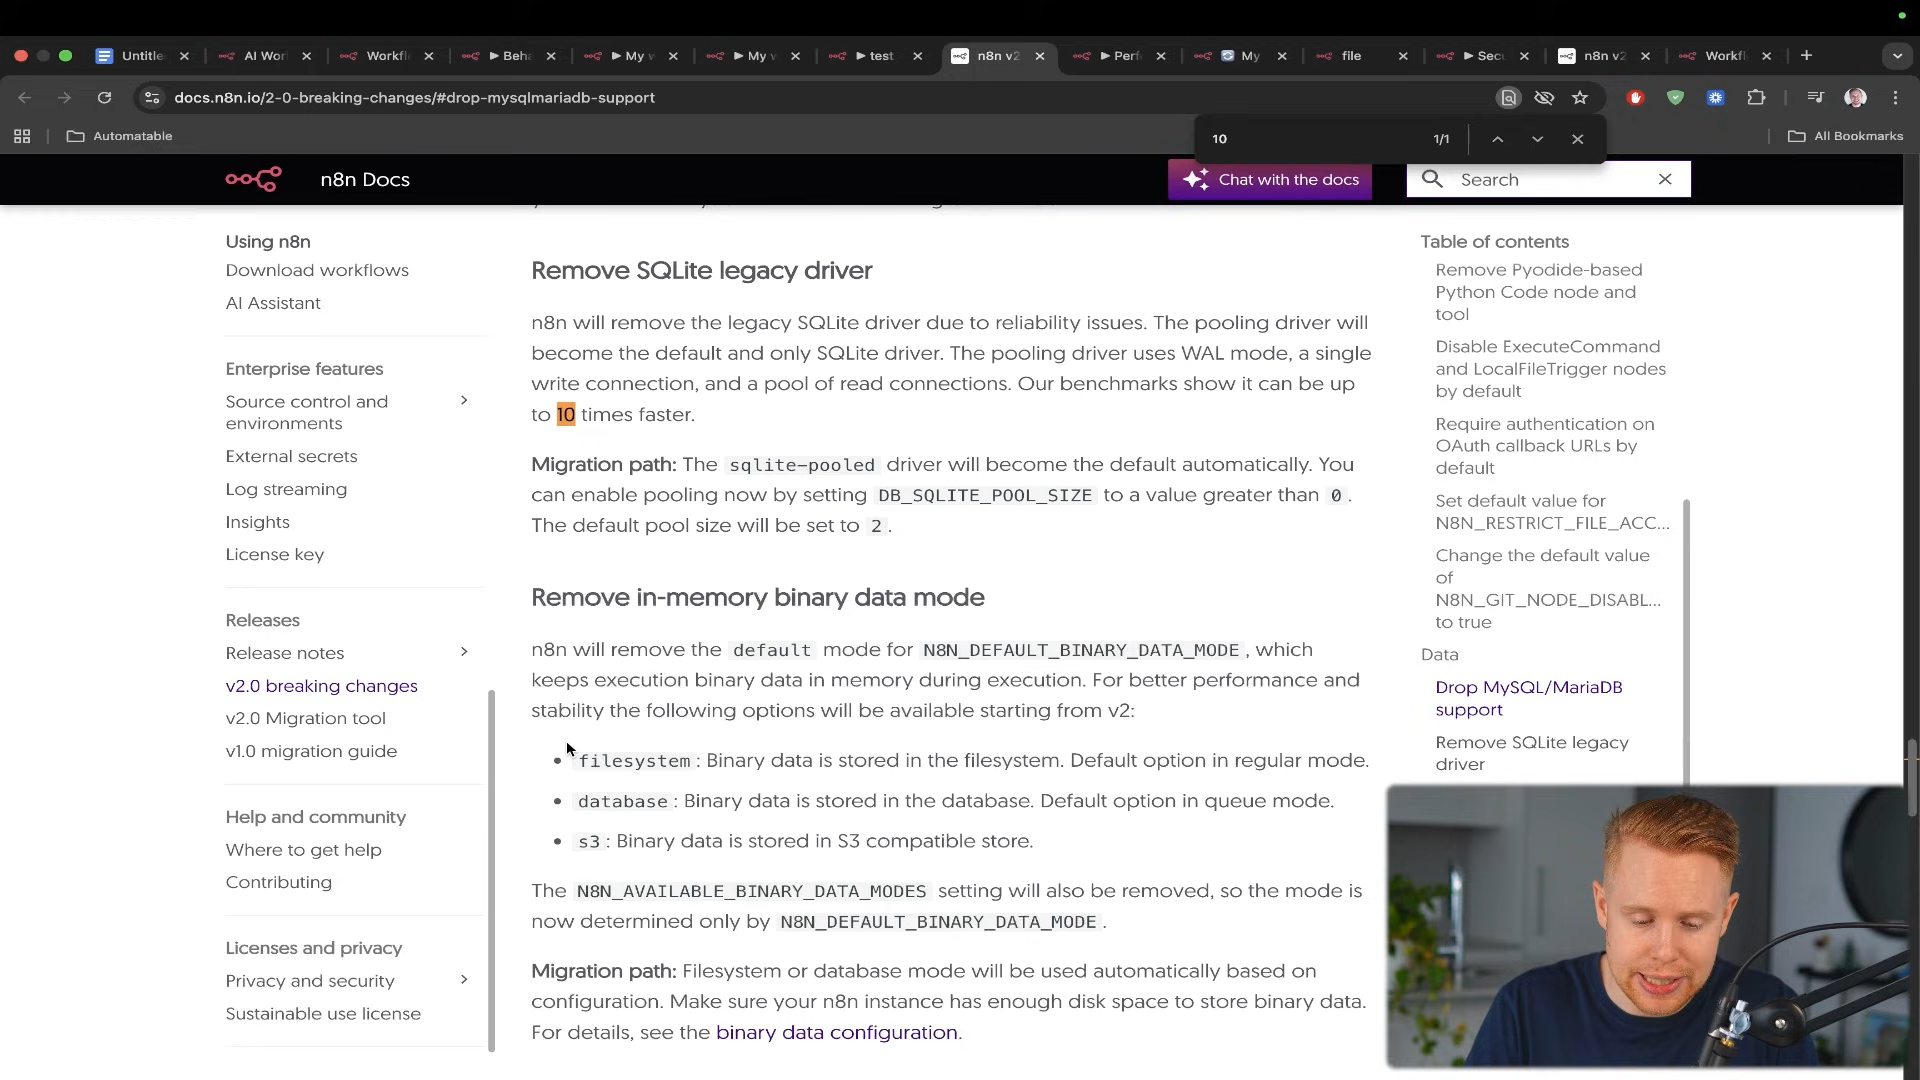 Untitle
AI Wor
Workfl
► Beha
► My w
► My w
► test
n8n v2
► Perf
My
file
► Secu
n8n v2
Workfl
docs.n8n.io/2-0-breaking-changes/#drop-mysqlmariadb-support
Automatable
All Bookmarks
10
1/1
n8n Docs
Chat with the docs
Search
Using n8n
Download workflows
AI Assistant
Enterprise features
Source control and
environments
External secrets
Log streaming
Insights
License key
Releases
Release notes
v2.0 breaking changes
v2.0 Migration tool
v1.0 migration guide
Help and community
Where to get help
Contributing
Licenses and privacy
Privacy and security
Sustainable use license
Remove SQLite legacy driver
n8n will remove the legacy SQLite driver due to reliability issues. The pooling driver will
become the default and only SQLite driver. The pooling driver uses WAL mode, a single
write connection, and a pool of read connections. Our benchmarks show it can be up
to 10 times faster.
Migration path: The sqlite-pooled driver will become the default automatically. You
can enable pooling now by setting DB_SQLITE_POOL_SIZE to a value greater than 0.
The default pool size will be set to 2.
Remove in-memory binary data mode
n8n will remove the default mode for N8N_DEFAULT_BINARY_DATA_MODE, which
keeps execution binary data in memory during execution. For better performance and
stability the following options will be available starting from v2:
• filesystem: Binary data is stored in the filesystem. Default option in regular mode.
• database: Binary data is stored in the database. Default option in queue mode.
• s3: Binary data is stored in S3 compatible store.
The N8N_AVAILABLE_BINARY_DATA_MODES setting will also be removed, so the mode is
now determined only by N8N_DEFAULT_BINARY_DATA_MODE.
Migration path: Filesystem or database mode will be used automatically based on
configuration. Make sure your n8n instance has enough disk space to store binary data.
For details, see the binary data configuration.
Table of contents
Remove Pyodide-based
Python Code node and
tool
Disable ExecuteCommand
and LocalFileTrigger nodes
by default
Require authentication on
OAuth callback URLs by
default
Set default value for
N8N_RESTRICT_FILE_ACC...
Change the default value
of
N8N_GIT_NODE_DISABL...
to true
Data
Drop MySQL/MariaDB
support
Remove SQLite legacy
driver